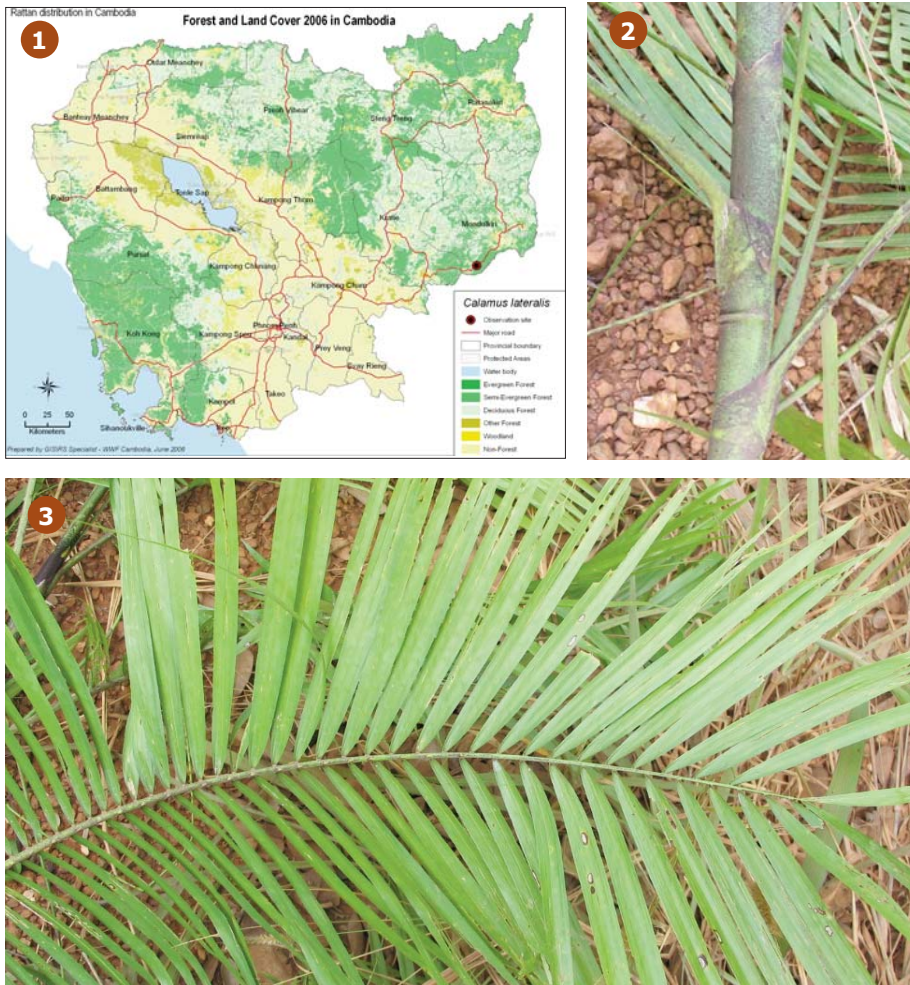 1
Rattan distribution in Cambodia
Forest and Land Cover 2006 in Cambodia
Otdar Meanchey
Banteay Meanchey
Preah Vihear
Stung Treng
Ratanakiri
Siemreap
Battambang
Tonle Sap
Pailin
Kampong Thom
Kratie
Mondulkiri
Pursat
Kampong Chhnang
Kampong Cham
Koh Kong
Kampong Speu
Phnom Penh
Kandal
Prey Veng
Svay Rieng
Takeo
Kampot
Kep
Sihanoukville
0 25 50
Kilometers
Prepared by GIS/RS Specialist - WWF Cambodia, June 2008
Calamus lateralis
Observation site
Major road
Provincial boundary
Protected Areas
Water body
Evergreen Forest
Semi-Evergreen Forest
Deciduous Forest
Other Forest
Woodland
Non-Forest
2
3